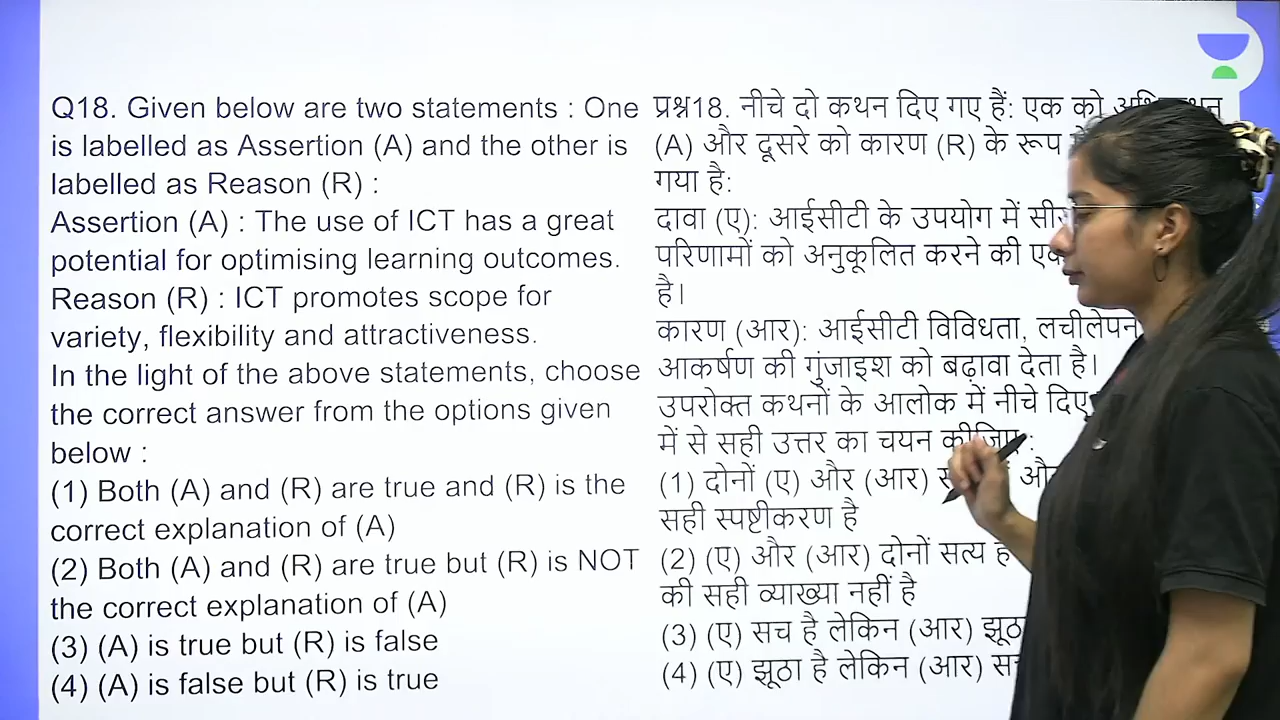 Q18. Given below are two statements : One
is labelled as Assertion (A) and the other is
labelled as Reason (R) :
Assertion (A) : The use of ICT has a great
potential for optimising learning outcomes.
Reason (R) : ICT promotes scope for
variety, flexibility and attractiveness.
In the light of the above statements, choose
the correct answer from the options given
below :
(1) Both (A) and (R) are true and (R) is the
correct explanation of (A)
(2) Both (A) and (R) are true but (R) is NOT
the correct explanation of (A)
(3) (A) is true but (R) is false
(4) (A) is false but (R) is true
प्रश्न18. नीचे दो कथन दिए गए हैं: एक को
(A) और दूसरे को कारण (R) के रूप
गया है:
दावा (ए): आईसीटी के उपयोग में
परिणामों को अनुकूलित करने की
है।
कारण (आर): आईसीटी विविधता, लचीलेपन
आकर्षण की गुंजाइश को बढ़ावा देता है।
उपरोक्त कथनों के आलोक में नीचे दिए
में से सही उत्तर का चयन कीजिए :
(1) दोनों (ए) और (आर)
सही स्पष्टीकरण है
(2) (ए) और (आर) दोनों सत्य
की सही व्याख्या नहीं है
(3) (ए) सच है लेकिन (आर)
(4) (ए) झूठा है लेकिन (आर)